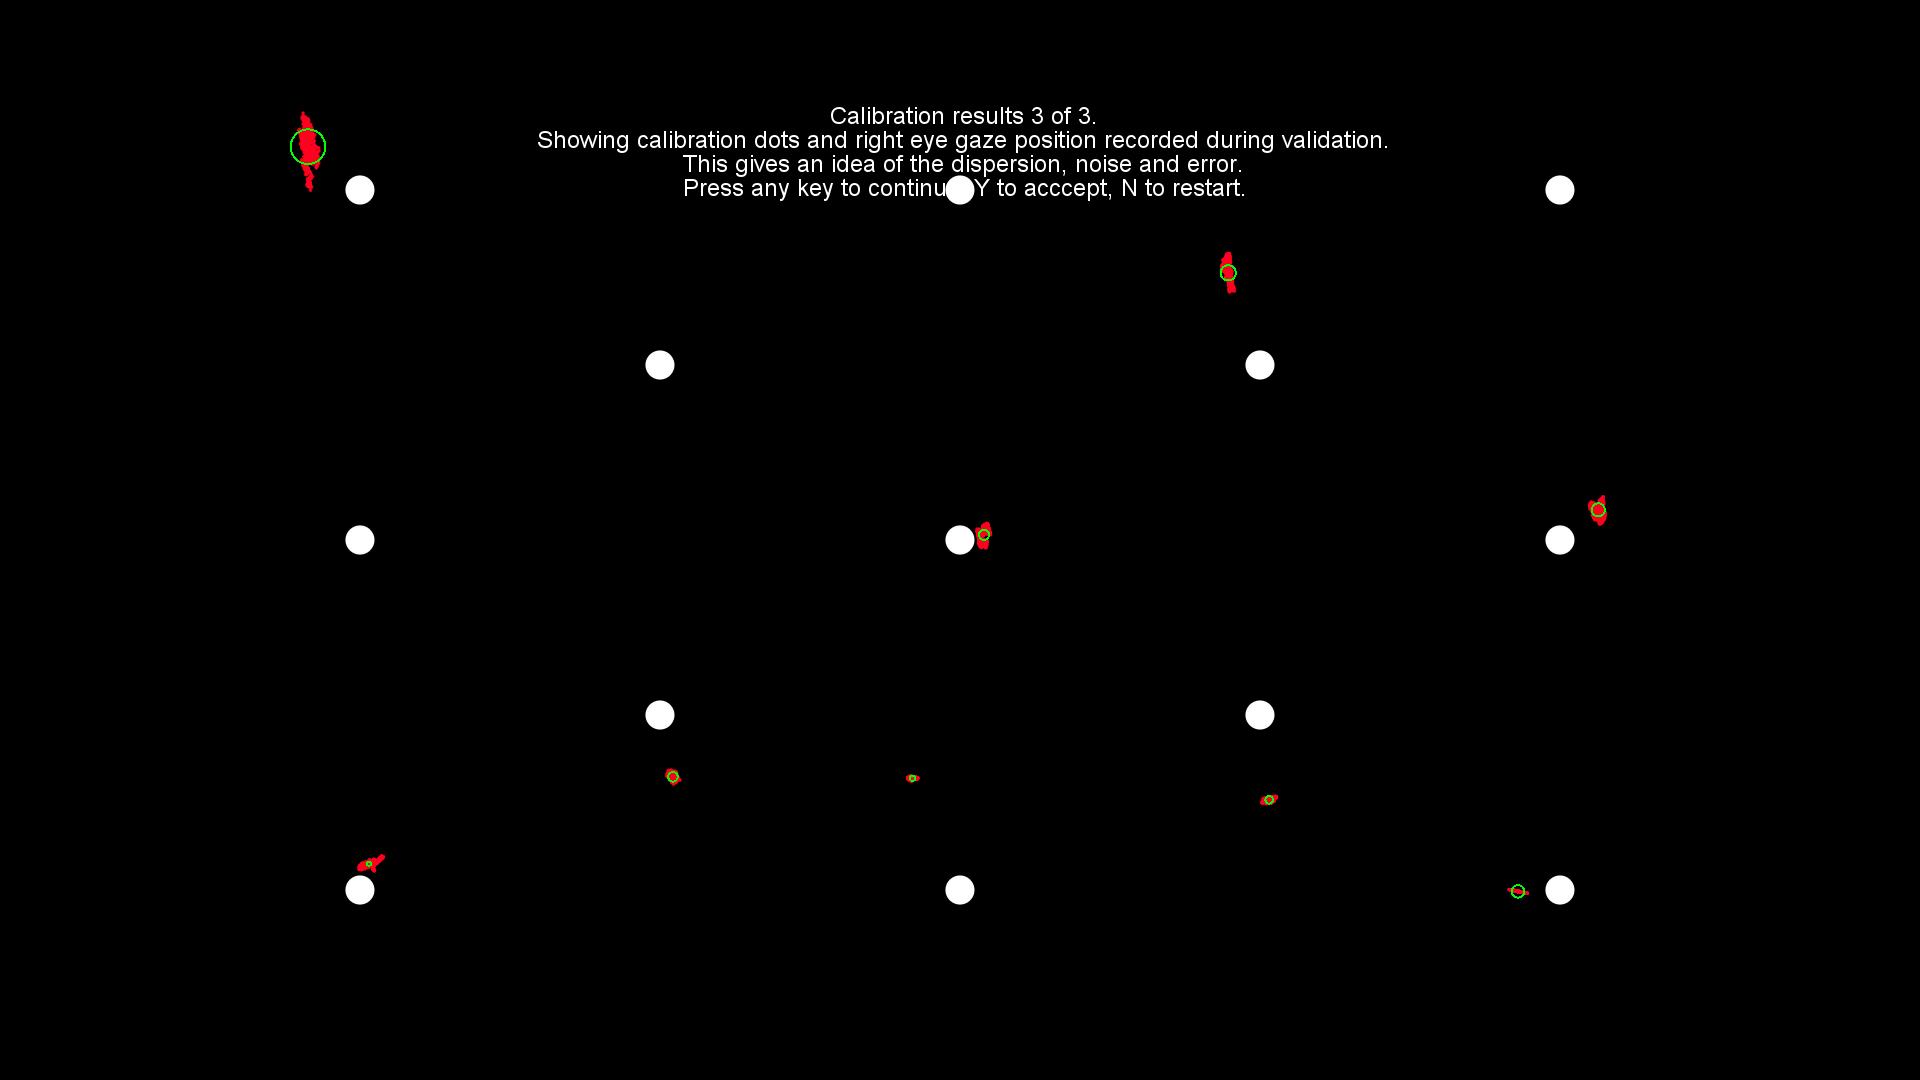 Calibration results 3 of 3.
Showing calibration dots and right eye gaze position recorded during validation.
This gives an idea of the dispersion, noise and error.
Press any key to continu Y to acccept, N to restart.